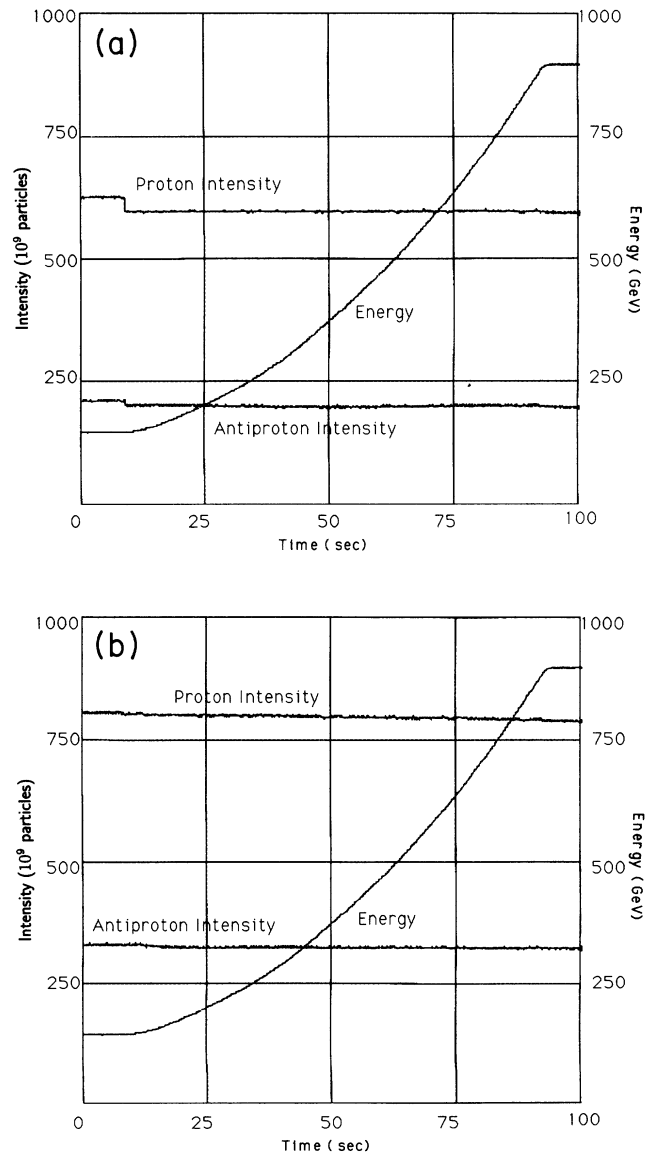 (a)
1000
750
500
250
0
25
50
75
100
Time (sec)
Intensity (10⁹ particles)
1000
750
500
250
Energy (GeV)
Proton Intensity
Energy
Antiproton Intensity
(b)
1000
750
500
250
0
25
50
75
100
Time (sec)
Intensity (10⁹ particles)
1000
750
500
250
Energy (GeV)
Proton Intensity
Antiproton Intensity
Energy